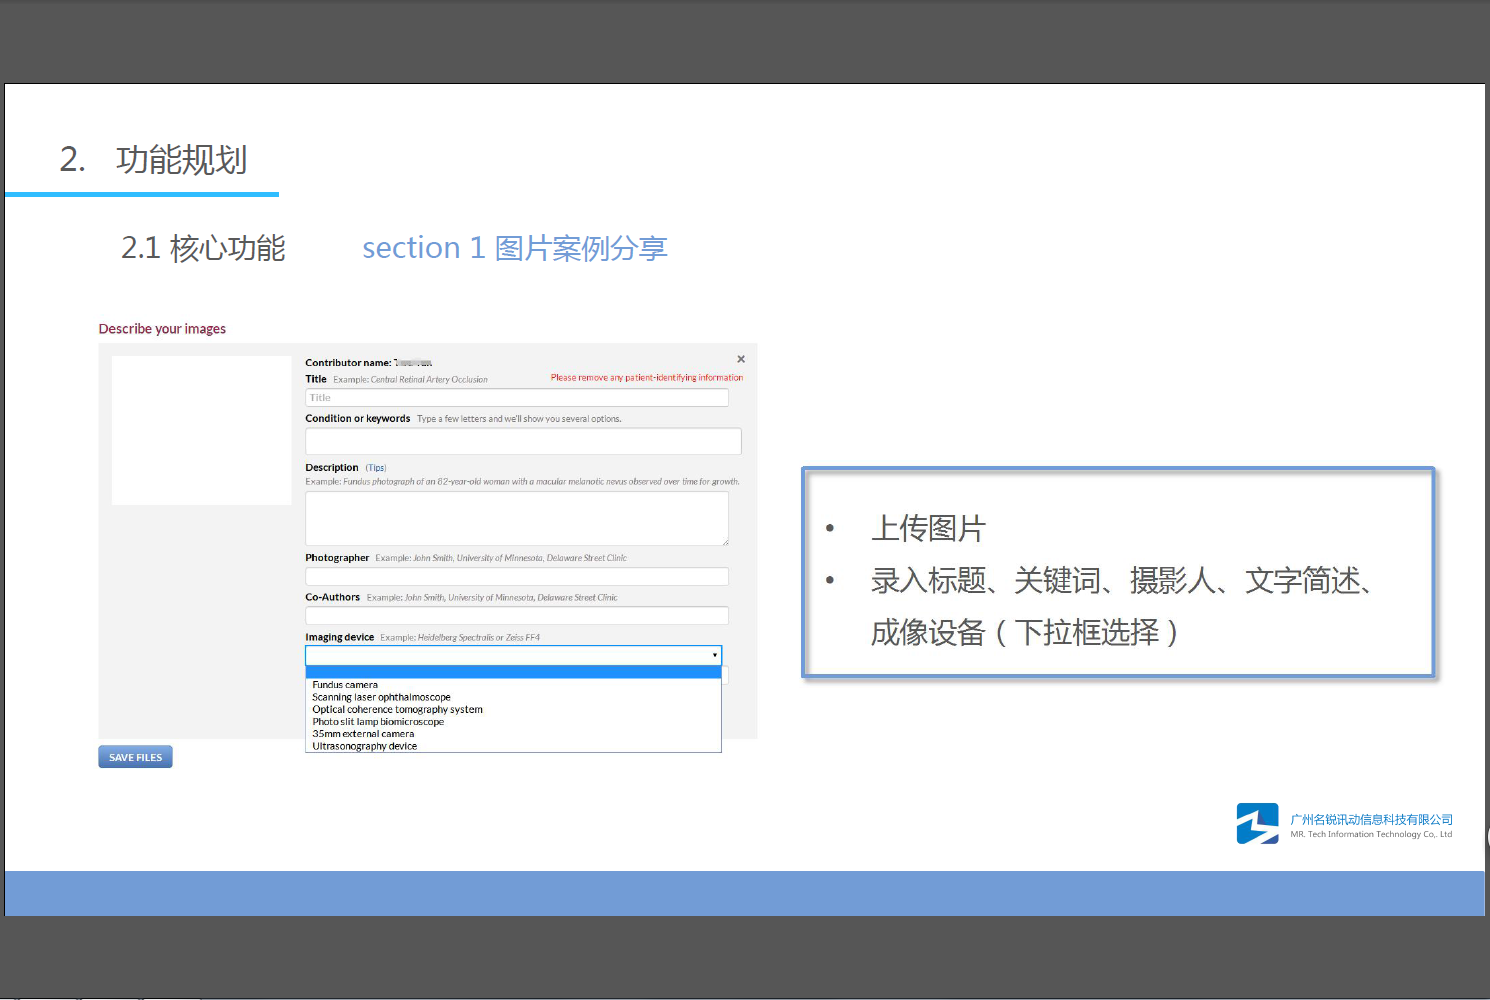 2. 功能规划
2.1 核心功能 section 1 图片案例分享
Describe your images
Contributor name:
Title Example: Central Retinal Artery Occlusion Please remove any patient-identifying information
Title
Condition or keywords Type a few letters and we'll show you several options.
Description (Tips)
Example: Fundus photograph of an 82-year-old woman with a macular melanotic nevus observed over time for growth.
Photographer Example: John Smith, University of Minnesota, Delaware Street Clinic
Co-Authors Example: John Smith, University of Minnesota, Delaware Street Clinic
Imaging device Example: Heidelberg Spectralis or Zeiss FF4
Fundus camera
Scanning laser ophthalmoscope
Optical coherence tomography system
Photo slit lamp biomicroscope
35mm external camera
Ultrasonography device
SAVE FILES
• 上传图片
• 录入标题、关键词、摄影人、文字简述、
成像设备（下拉框选择）
广州名锐讯动信息科技有限公司
MR. Tech Information Technology Co,. Ltd